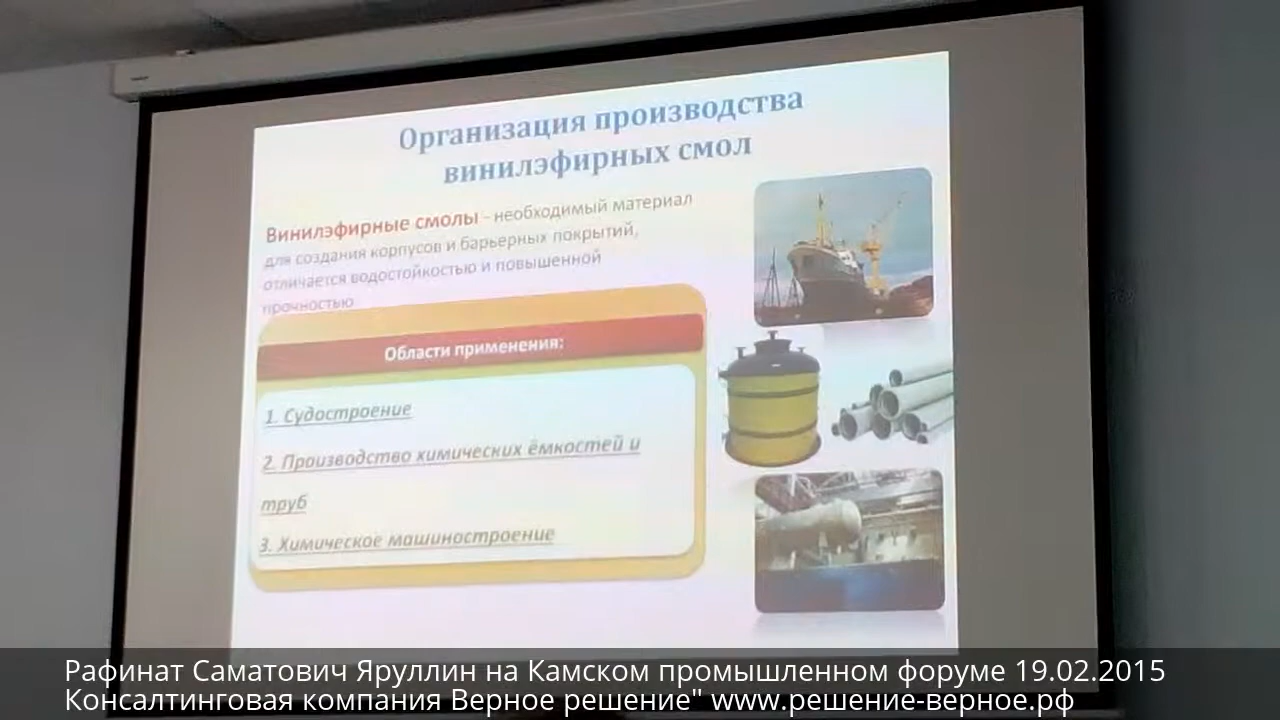 Организация производства
винилэфирных смол
Винилэфирные смолы - необходимый материал
для создания корпусов и барьерных покрытий,
отличается водостойкостью и повышенной
прочностью
Области применения:
1. Судостроение
2. Производство химических ёмкостей и
труб
3. Химическое машиностроение
Рафинат Саматович Яруллин на Камском промышленном форуме 19.02.2015
Консалтинговая компания Верное решение" www.решение-верное.рф